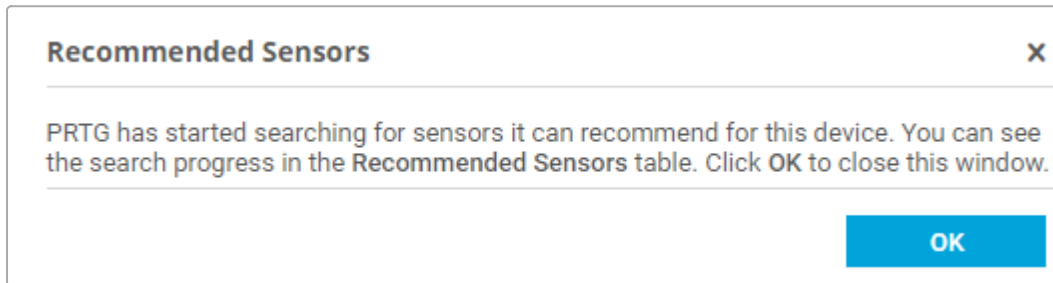 Recommended Sensors
PRTG has started searching for sensors it can recommend for this device. You can see
the search progress in the Recommended Sensors table. Click OK to close this window.
OK